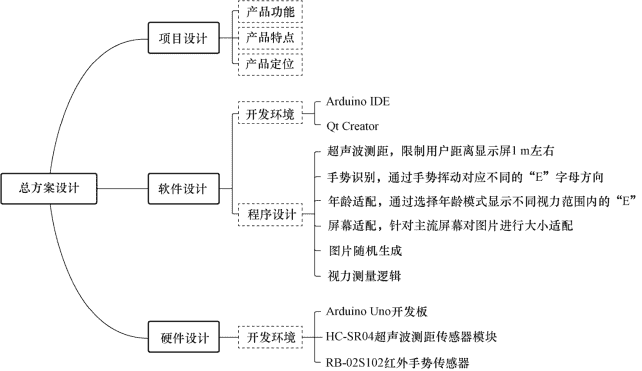 总方案设计
项目设计
产品功能
产品特点
产品定位
软件设计
开发环境
Arduino IDE
Qt Creator
程序设计
超声波测距，限制用户距离显示屏1 m左右
手势识别，通过手势挥动对应不同的“E”字母方向
年龄适配，通过选择年龄模式显示不同视力范围内的“E”
屏幕适配，针对主流屏幕对图片进行大小适配
图片随机生成
视力测量逻辑
硬件设计
开发环境
Arduino Uno开发板
HC-SR04超声波测距传感器模块
RB-02S102红外手势传感器